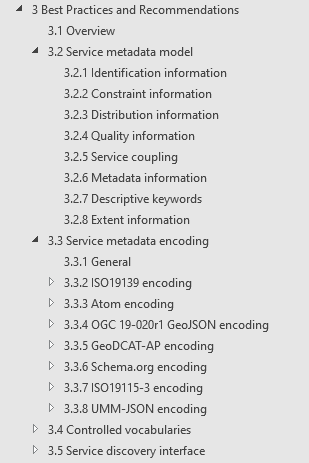 3 Best Practices and Recommendations
3.1 Overview
3.2 Service metadata model
3.2.1 Identification information
3.2.2 Constraint information
3.2.3 Distribution information
3.2.4 Quality information
3.2.5 Service coupling
3.2.6 Metadata information
3.2.7 Descriptive keywords
3.2.8 Extent information
3.3 Service metadata encoding
3.3.1 General
3.3.2 ISO19139 encoding
3.3.3 Atom encoding
3.3.4 OGC 19-020r1 GeoJSON encoding
3.3.5 GeoDCAT-AP encoding
3.3.6 Schema.org encoding
3.3.7 ISO19115-3 encoding
3.3.8 UMM-JSON encoding
3.4 Controlled vocabularies
3.5 Service discovery interface